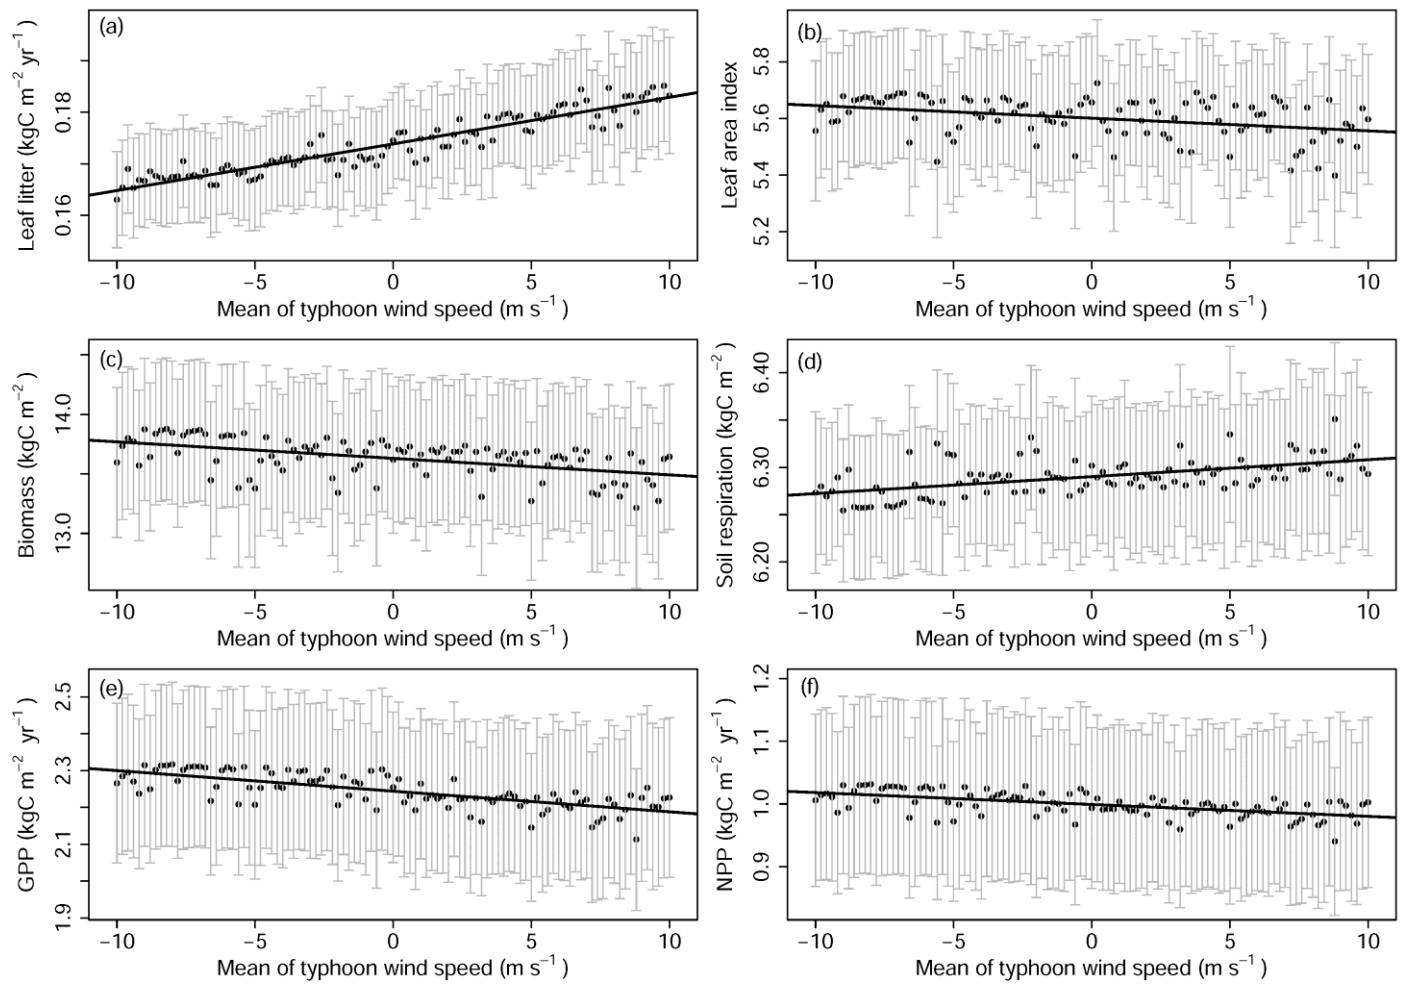 (a)
Leaf litter (kgC m⁻² yr⁻¹ )
0.18
0.16
−10 −5 0 5 10
Mean of typhoon wind speed (m s⁻¹ )
(b)
Leaf area index
5.8
5.6
5.4
5.2
−10 −5 0 5 10
Mean of typhoon wind speed (m s⁻¹ )
(c)
Biomass (kgC m⁻² )
14.0
13.0
−10 −5 0 5 10
Mean of typhoon wind speed (m s⁻¹ )
(d)
Soil respiration (kgC m⁻² )
6.40
6.30
6.20
−10 −5 0 5 10
Mean of typhoon wind speed (m s⁻¹ )
(e)
GPP (kgC m⁻² yr⁻¹ )
2.5
2.3
2.1
1.9
−10 −5 0 5 10
Mean of typhoon wind speed (m s⁻¹ )
(f)
NPP (kgC m⁻² yr⁻¹ )
1.2
1.1
1.0
0.9
−10 −5 0 5 10
Mean of typhoon wind speed (m s⁻¹ )